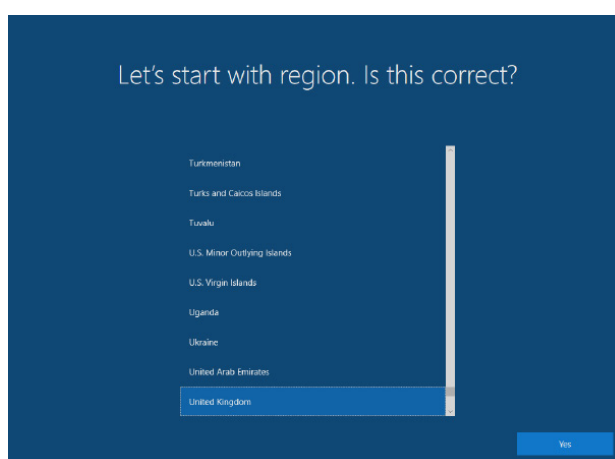 Let's start with region. Is this correct?
Turkmenistan
Turks and Caicos Islands
Tuvalu
U.S. Minor Outlying Islands
U.S. Virgin Islands
Uganda
Ukraine
United Arab Emirates
United Kingdom
Yes